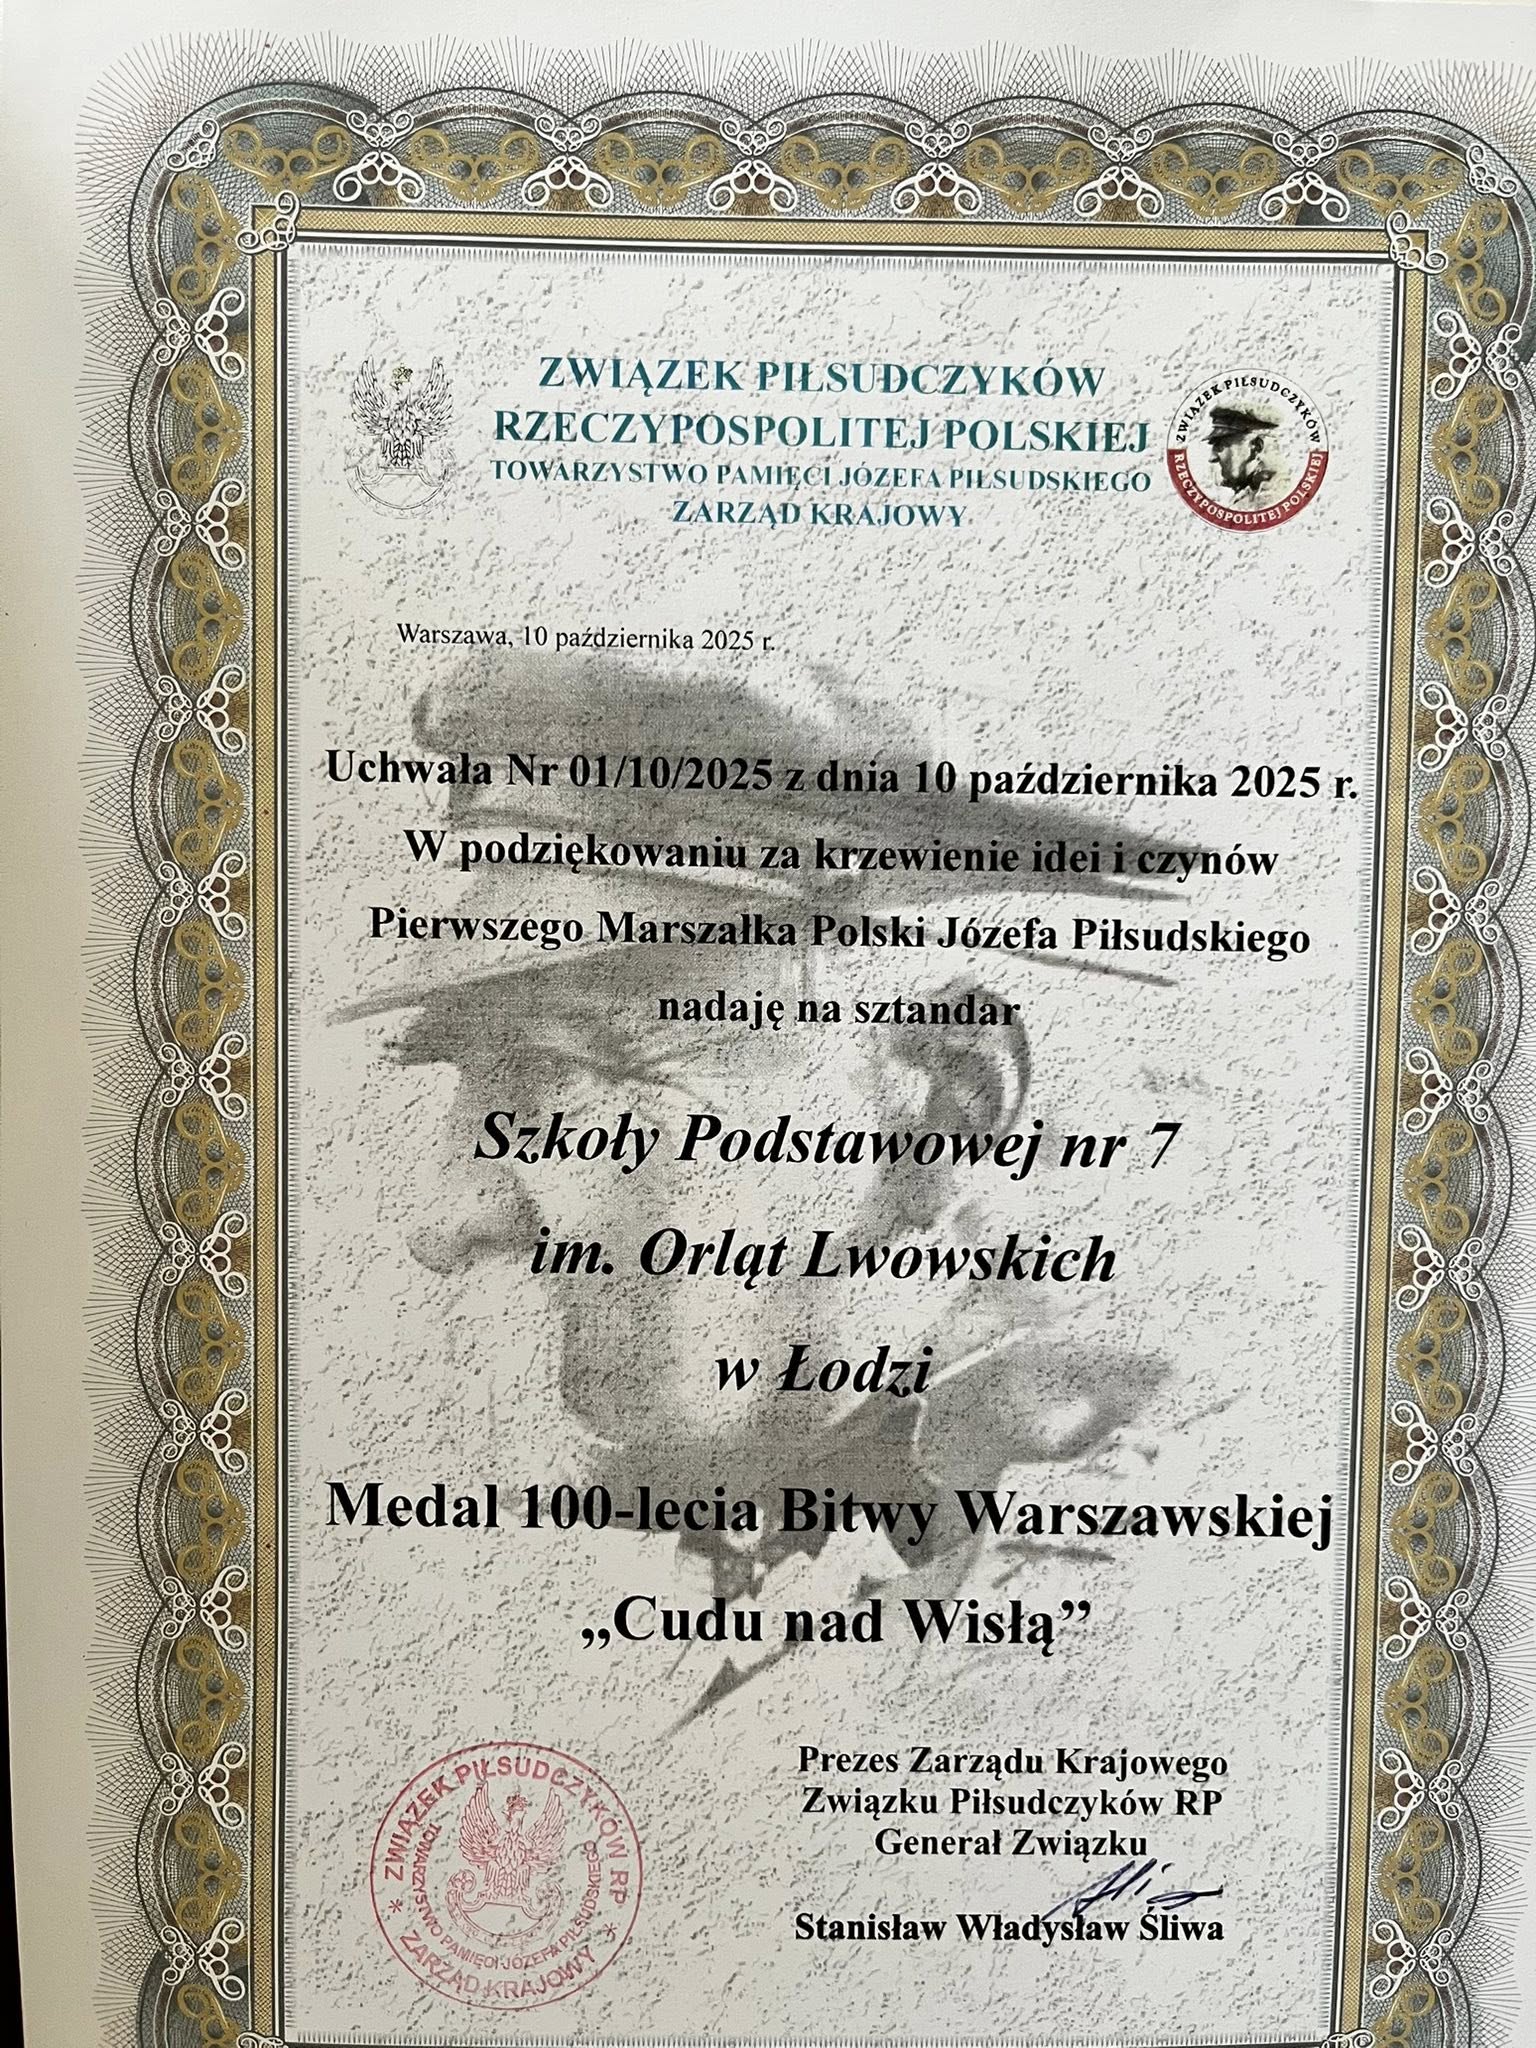 ZWIĄZEK PIŁSUDCZYKÓW
RZECZYPOSPOLITEJ POLSKIEJ
TOWARZYSTWO PAMIĘCI JÓZEFA PIŁSUDSKIEGO
ZARZĄD KRAJOWY
ZWIĄZEK PIŁSUDCZYKÓW
RZECZYPOSPOLITEJ POLSKIEJ
Warszawa, 10 października 2025 r.
Uchwała Nr 01/10/2025 z dnia 10 października 2025 r.
W podziękowaniu za krzewienie idei i czynów
Pierwszego Marszałka Polski Józefa Piłsudskiego
nadaję na sztandar
Szkoły Podstawowej nr 7
im. Orląt Lwowskich
w Łodzi
Medal 100-lecia Bitwy Warszawskiej
„Cudu nad Wisłą”
Prezes Zarządu Krajowego
Związku Piłsudczyków RP
Generał Związku
Stanisław Władysław Śliwa
* ZWIĄZEK PIŁSUDCZYKÓW RP *
ZARZĄD KRAJOWY
TOWARZYSTWO PAMIĘCI JÓZEFA PIŁSUDSKIEGO